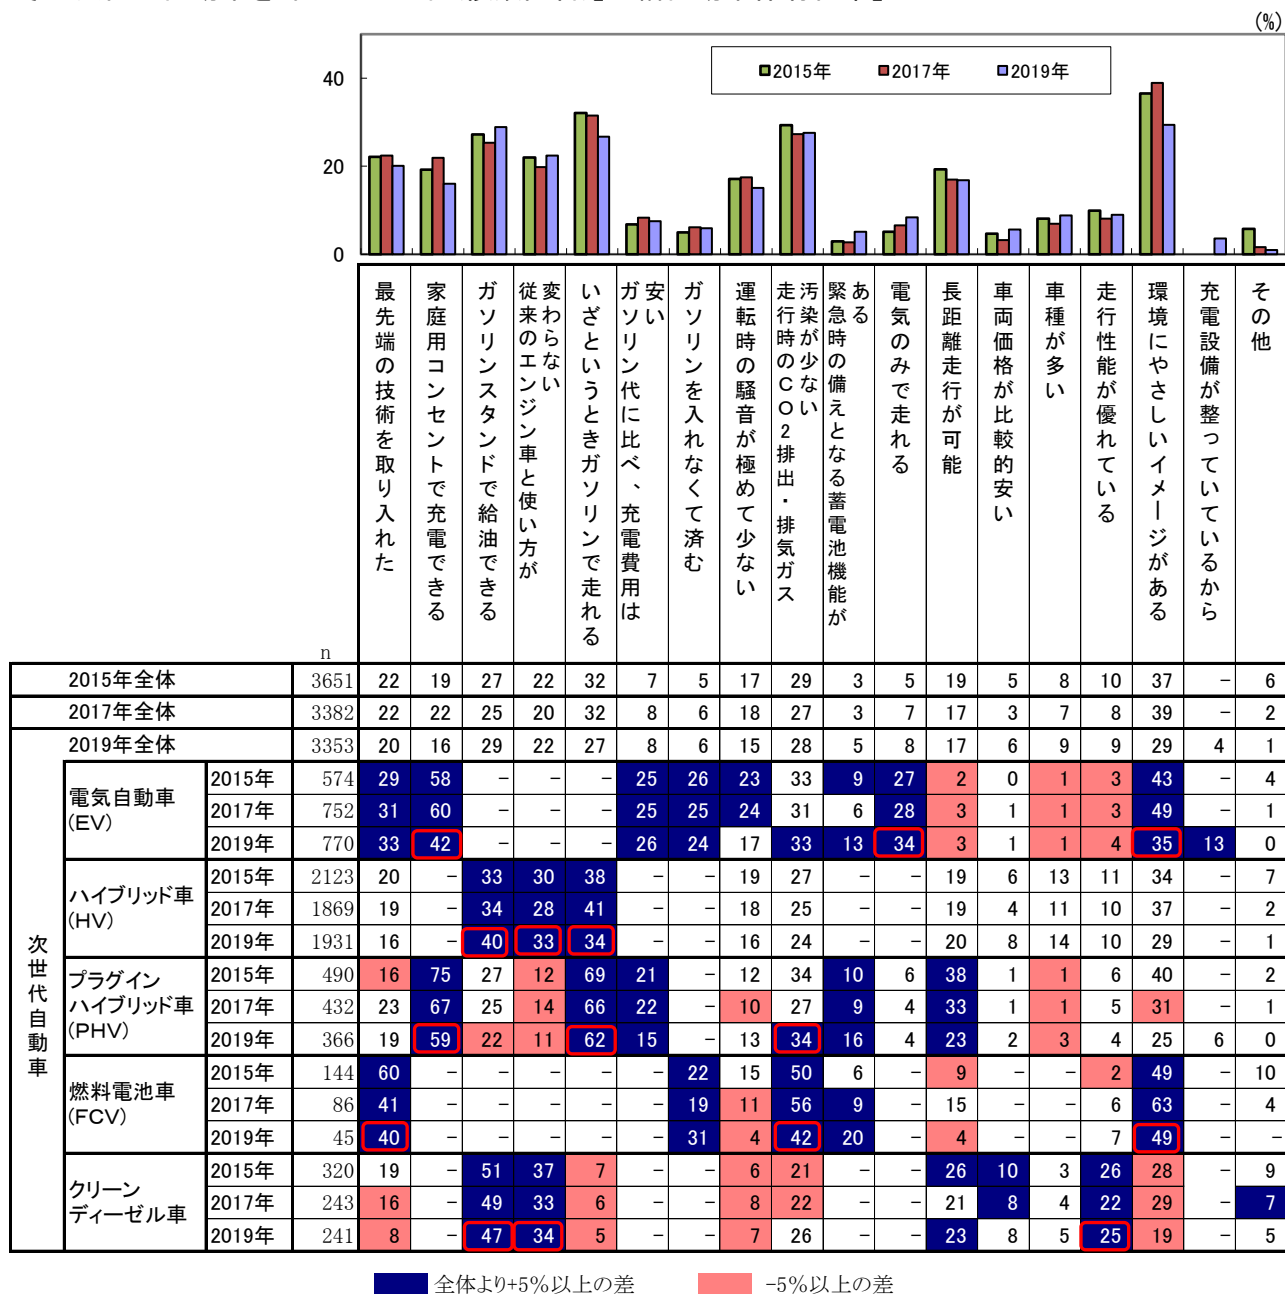 (%)
2015年 2017年 2019年
40
20
0
最先端の技術を取り入れた
家庭用コンセントで充電できる
ガソリンスタンドで給油できる
従来のエンジン車と使い方が
変わらない
いざというときガソリンで走れる
ガソリン代に比べ、充電費用は
安い
ガソリンを入れなくて済む
運転時の騒音が極めて少ない
走行時のCO2排出・排気ガス
汚染が少ない
緊急時の備えとなる蓄電池機能が
ある
電気のみで走れる
長距離走行が可能
車両価格が比較的安い
車種が多い
走行性能が優れている
環境にやさしいイメージがある
充電設備が整っていているから
その他
n
2015年全体 3651 22 19 27 22 32 7 5 17 29 3 5 19 5 8 10 37 － 6
2017年全体 3382 22 22 25 20 32 8 6 18 27 3 7 17 3 7 8 39 － 2
2019年全体 3353 20 16 29 22 27 8 6 15 28 5 8 17 6 9 9 29 4 1
次世代自動車
電気自動車
(EV)
2015年 574 29 58 － － － 25 26 23 33 9 27 2 0 1 3 43 － 4
2017年 752 31 60 － － － 25 25 24 31 6 28 3 1 1 3 49 － 1
2019年 770 33 42 － － － 26 24 17 33 13 34 3 1 1 4 35 13 0
ハイブリッド車
(HV)
2015年 2123 20 － 33 30 38 － － 19 27 － － 19 6 13 11 34 － 7
2017年 1869 19 － 34 28 41 － － 18 25 － － 19 4 11 10 37 － 2
2019年 1931 16 － 40 33 34 － － 16 24 － － 20 8 14 10 29 － 1
プラグイン
ハイブリッド車
(PHV)
2015年 490 16 75 27 12 69 21 － 12 34 10 6 38 1 1 6 40 － 2
2017年 432 23 67 25 14 66 22 － 10 27 9 4 33 1 1 5 31 － 1
2019年 366 19 59 22 11 62 15 － 13 34 16 4 23 2 3 4 25 6 0
燃料電池車
(FCV)
2015年 144 60 － － － － － 22 15 50 6 － 9 － － 2 49 － 10
2017年 86 41 － － － － － 19 11 56 9 － 15 － － 6 63 － 4
2019年 45 40 － － － － － 31 4 42 20 － 4 － － 7 49 － －
クリーン
ディーゼル車
2015年 320 19 － 51 37 7 － － 6 21 － － 26 10 3 26 28 9
2017年 243 16 － 49 33 6 － － 8 22 － － 21 8 4 22 29 － 7
2019年 241 8 － 47 34 5 － － 7 26 － － 23 8 5 25 19 － 5
全体より+5%以上の差 -5%以上の差